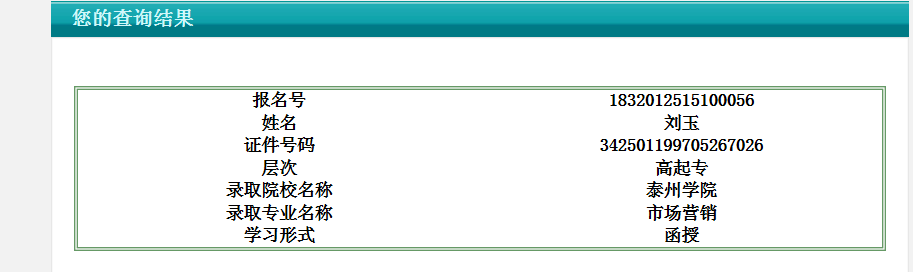 您的查询结果
报名号 1832012515100056
姓名 刘玉
证件号码 342501199705267026
层次 高起专
录取院校名称 泰州学院
录取专业名称 市场营销
学习形式 函授